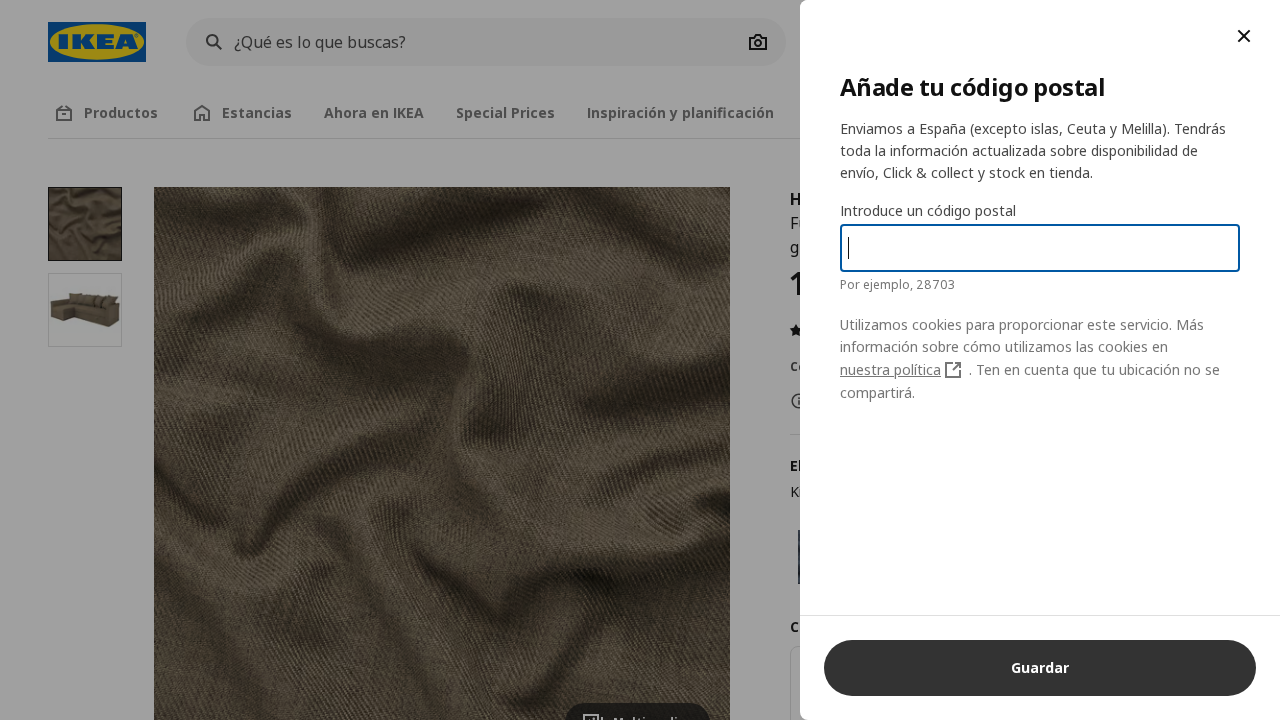 IKEA
¿Qué es lo que buscas?
Productos
Estancias
Ahora en IKEA
Special Prices
Inspiración y planificación
Añade tu código postal
Enviamos a España (excepto islas, Ceuta y Melilla). Tendrás
toda la información actualizada sobre disponibilidad de
envío, Click & collect y stock en tienda.
Introduce un código postal
Por ejemplo, 28703
Utilizamos cookies para proporcionar este servicio. Más
información sobre cómo utilizamos las cookies en
nuestra política . Ten en cuenta que tu ubicación no se
compartirá.
Guardar